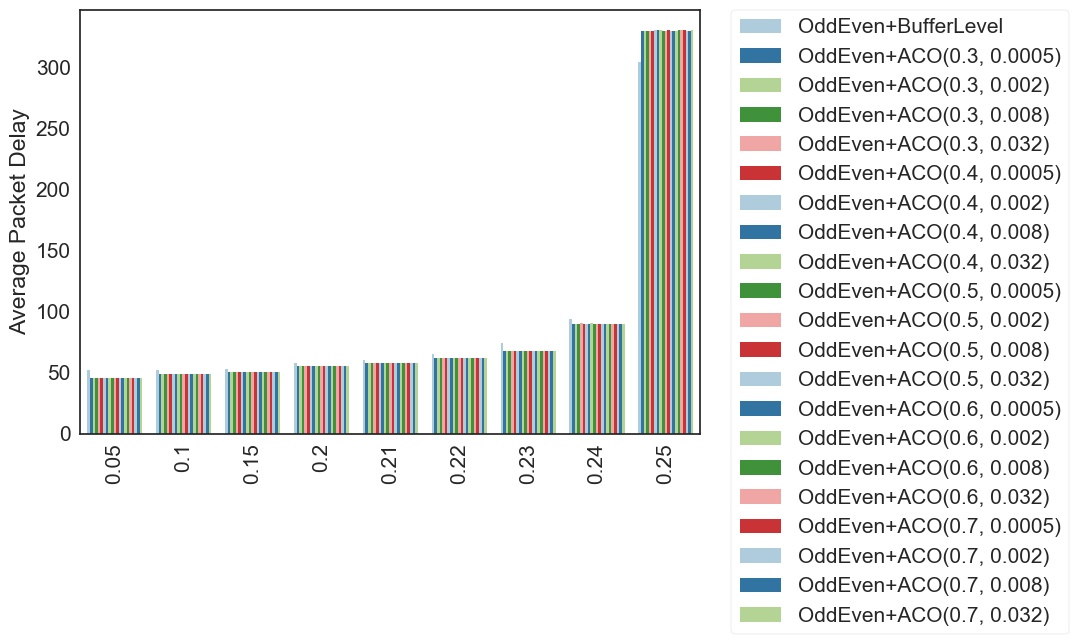 Average Packet Delay
300
250
200
150
100
50
0
0.05
0.1
0.15
0.2
0.21
0.22
0.23
0.24
0.25
OddEven+BufferLevel
OddEven+ACO(0.3, 0.0005)
OddEven+ACO(0.3, 0.002)
OddEven+ACO(0.3, 0.008)
OddEven+ACO(0.3, 0.032)
OddEven+ACO(0.4, 0.0005)
OddEven+ACO(0.4, 0.002)
OddEven+ACO(0.4, 0.008)
OddEven+ACO(0.4, 0.032)
OddEven+ACO(0.5, 0.0005)
OddEven+ACO(0.5, 0.002)
OddEven+ACO(0.5, 0.008)
OddEven+ACO(0.5, 0.032)
OddEven+ACO(0.6, 0.0005)
OddEven+ACO(0.6, 0.002)
OddEven+ACO(0.6, 0.008)
OddEven+ACO(0.6, 0.032)
OddEven+ACO(0.7, 0.0005)
OddEven+ACO(0.7, 0.002)
OddEven+ACO(0.7, 0.008)
OddEven+ACO(0.7, 0.032)